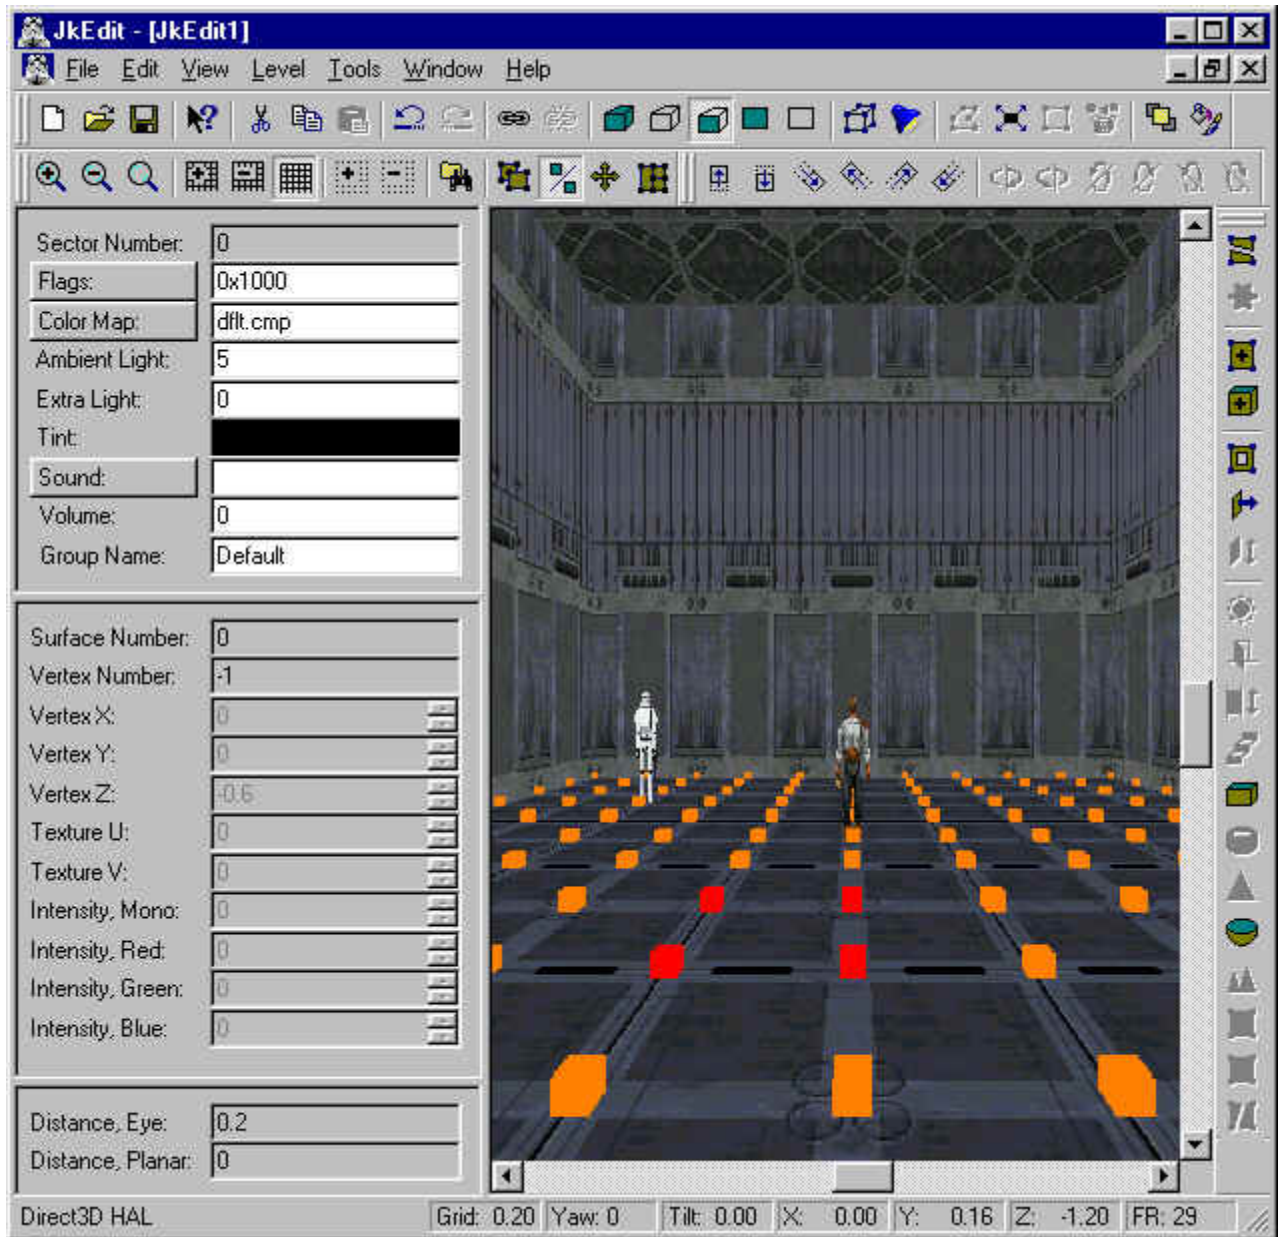 JkEdit - [JkEdit1]
File Edit View Level Tools Window Help
Sector Number: 0
Flags: 0x1000
Color Map: dflt.cmp
Ambient Light: 5
Extra Light: 0
Tint:
Sound:
Volume: 0
Group Name: Default
Surface Number: 0
Vertex Number: -1
Vertex X: 0
Vertex Y: 0
Vertex Z: -0.6
Texture U: 0
Texture V: 0
Intensity, Mono: 0
Intensity, Red: 0
Intensity, Green: 0
Intensity, Blue: 0
Distance, Eye: 0.2
Distance, Planar: 0
Direct3D HAL Grid: 0.20 Yaw: 0 Tilt: 0.00 X: 0.00 Y: 0.16 Z: -1.20 FR: 29